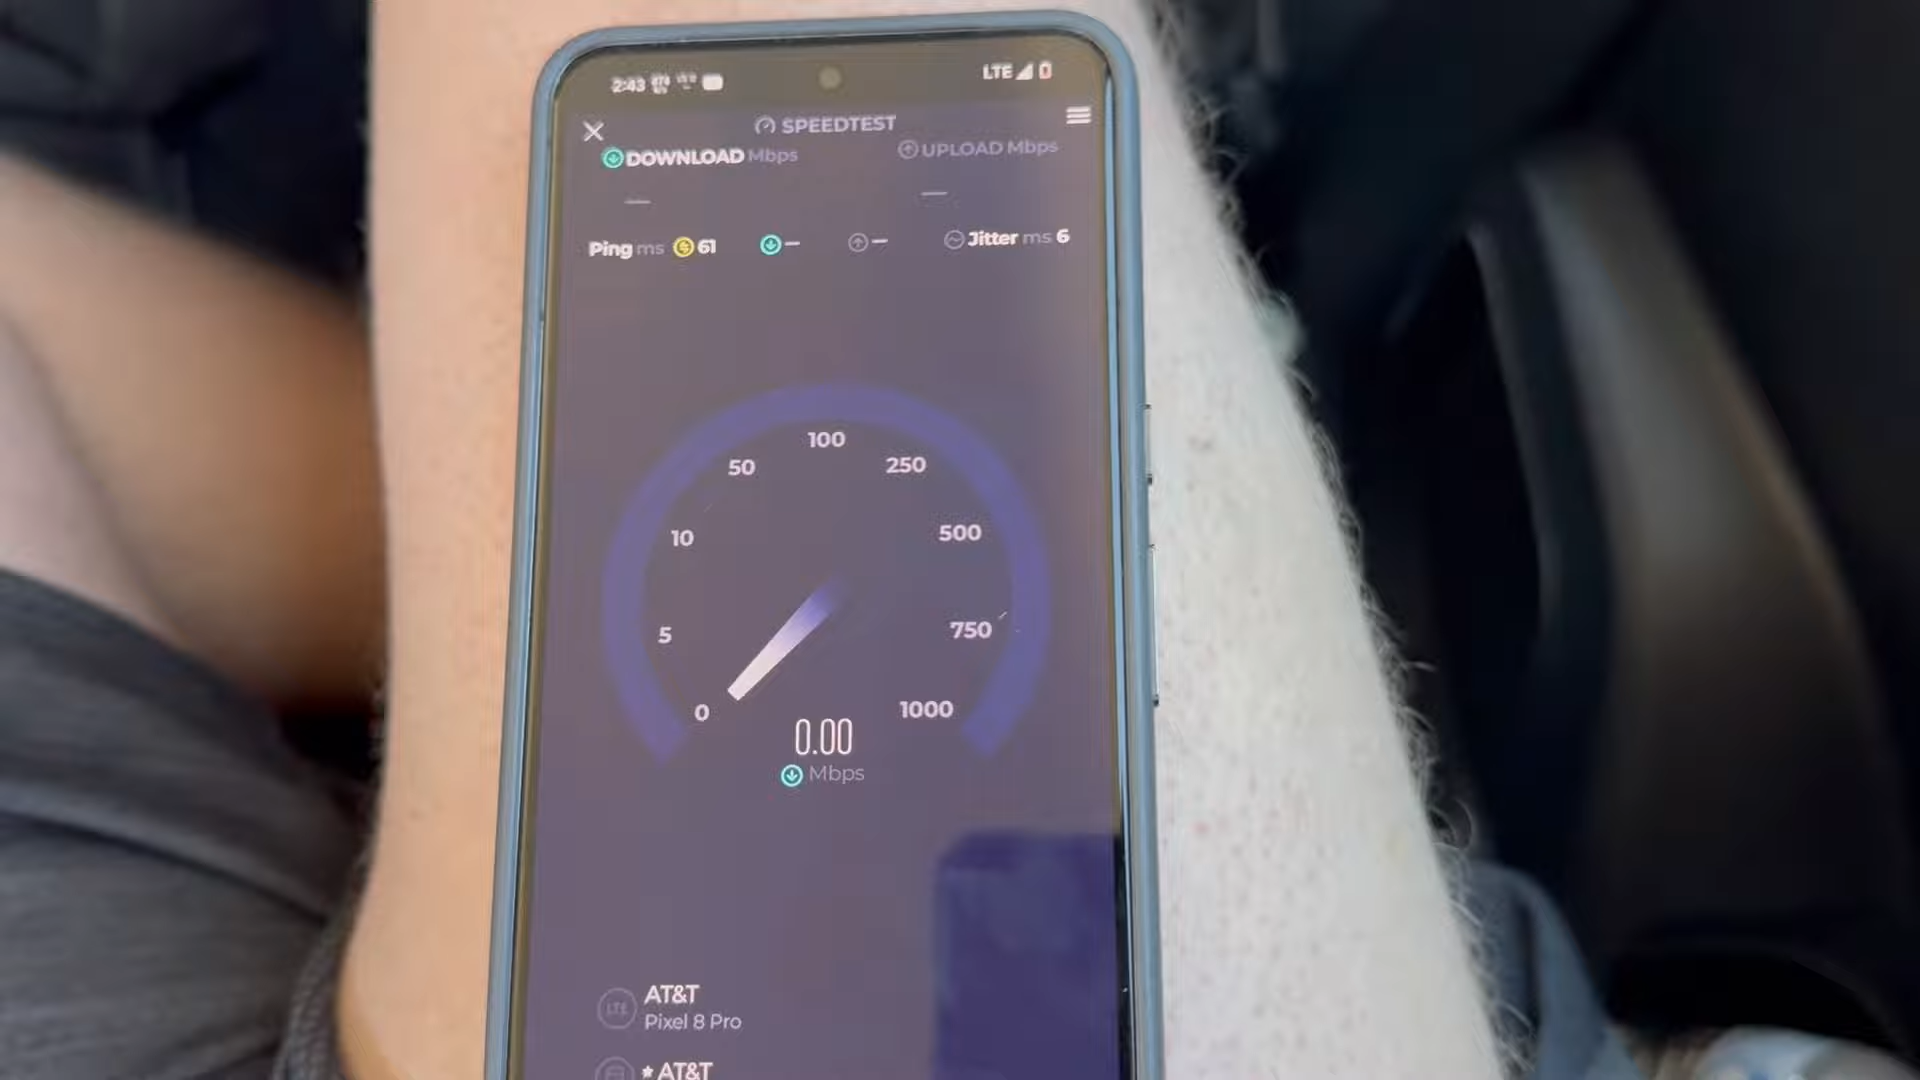 2:43
LTE
SPEEDTEST
DOWNLOAD Mbps
UPLOAD Mbps
—
—
Ping ms 61
—
—
Jitter ms 6
100
50
250
10
500
5
750
0
1000
0.00
Mbps
LTE
AT&T
Pixel 8 Pro
★ AT&T